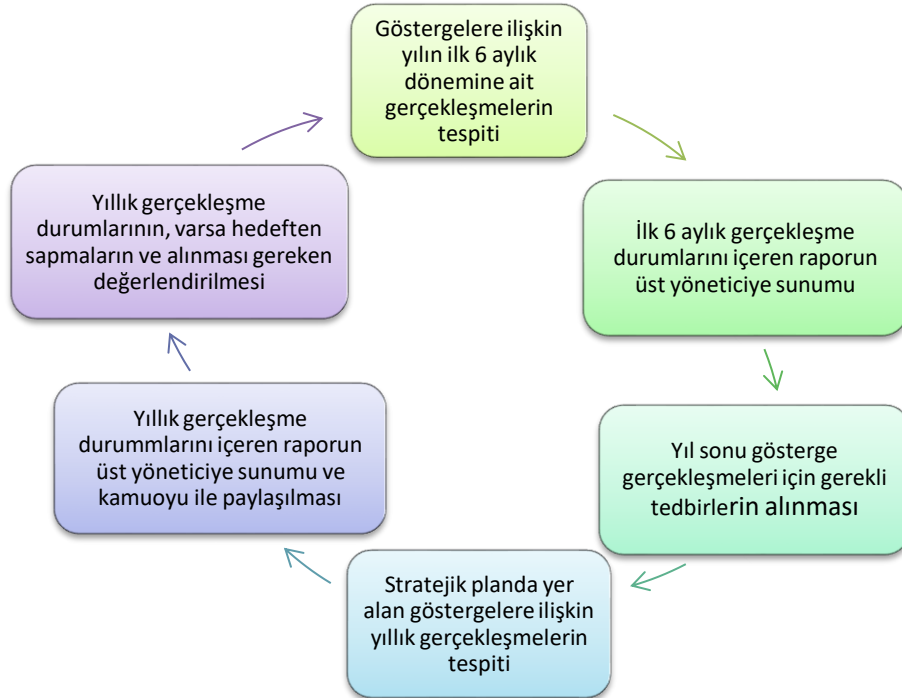 Göstergelere ilişkin
yılın ilk 6 aylık
dönemine ait
gerçekleşmelerin
tespiti
İlk 6 aylık gerçekleşme
durumlarını içeren raporun
üst yöneticiye sunumu
Yıl sonu gösterge
gerçekleşmeleri için gerekli
tedbirlerin alınması
Stratejik planda yer
alan göstergelere ilişkin
yıllık gerçekleşmelerin
tespiti
Yıllık gerçekleşme
durummlarını içeren raporun
üst yöneticiye sunumu ve
kamuoyu ile paylaşılması
Yıllık gerçekleşme
durumlarının, varsa hedeften
sapmaların ve alınması gereken
değerlendirilmesi